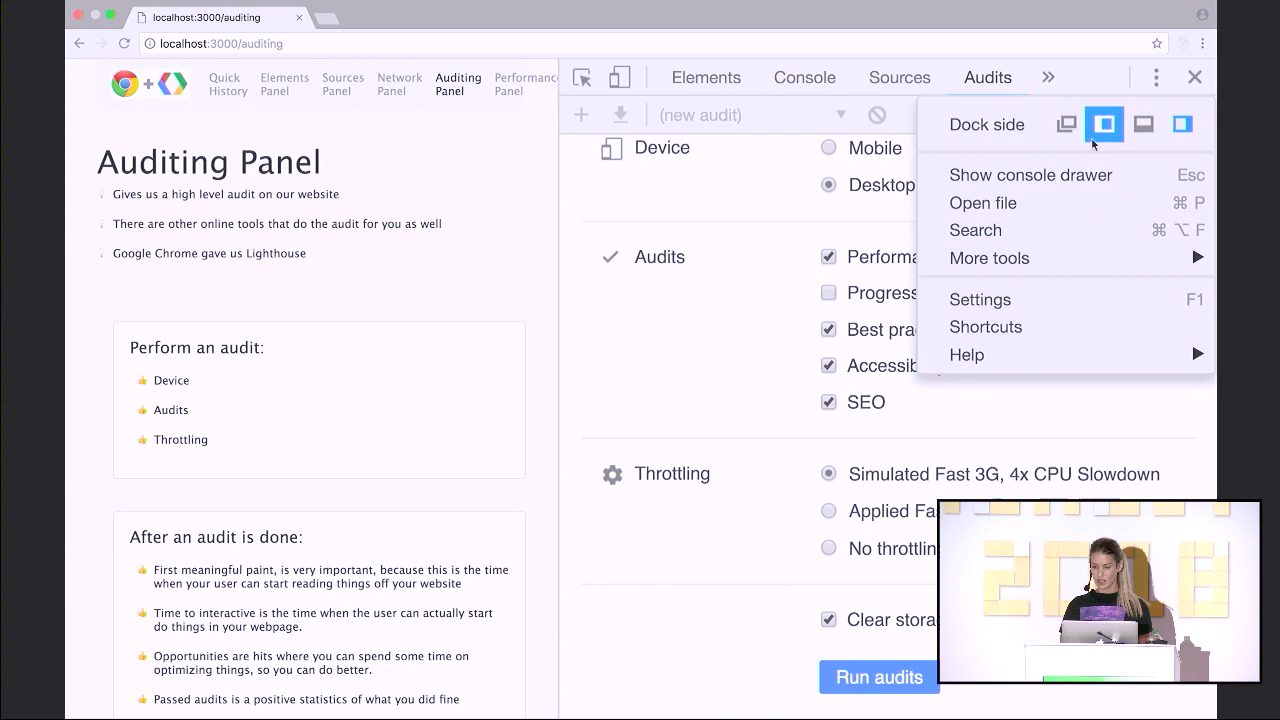 localhost:3000/auditing
localhost:3000/auditing
Quick History
Elements Panel
Sources Panel
Network Panel
Auditing Panel
Performance Panel
Auditing Panel
Gives us a high level audit on our website
There are other online tools that do the audit for you as well
Google Chrome gave us Lighthouse
Perform an audit:
Device
Audits
Throttling
After an audit is done:
First meaningful paint, is very important, because this is the time
when your user can start reading things off your website
Time to interactive is the time when the user can actually start
do things in your webpage.
Opportunities are hits where you can spend some time on
optimizing things, so you can do better.
Passed audits is a positive statistics of what you did fine
Elements
Console
Sources
Audits
(new audit)
Device
Mobile
Desktop
Audits
Performa
Progress
Best pra
Accessib
SEO
Throttling
Simulated Fast 3G, 4x CPU Slowdown
Applied Fa
No throttlin
Clear stora
Run audits
Dock side
Show console drawer Esc
Open file ⌘ P
Search ⌘ ⌥ F
More tools
Settings F1
Shortcuts
Help
2018